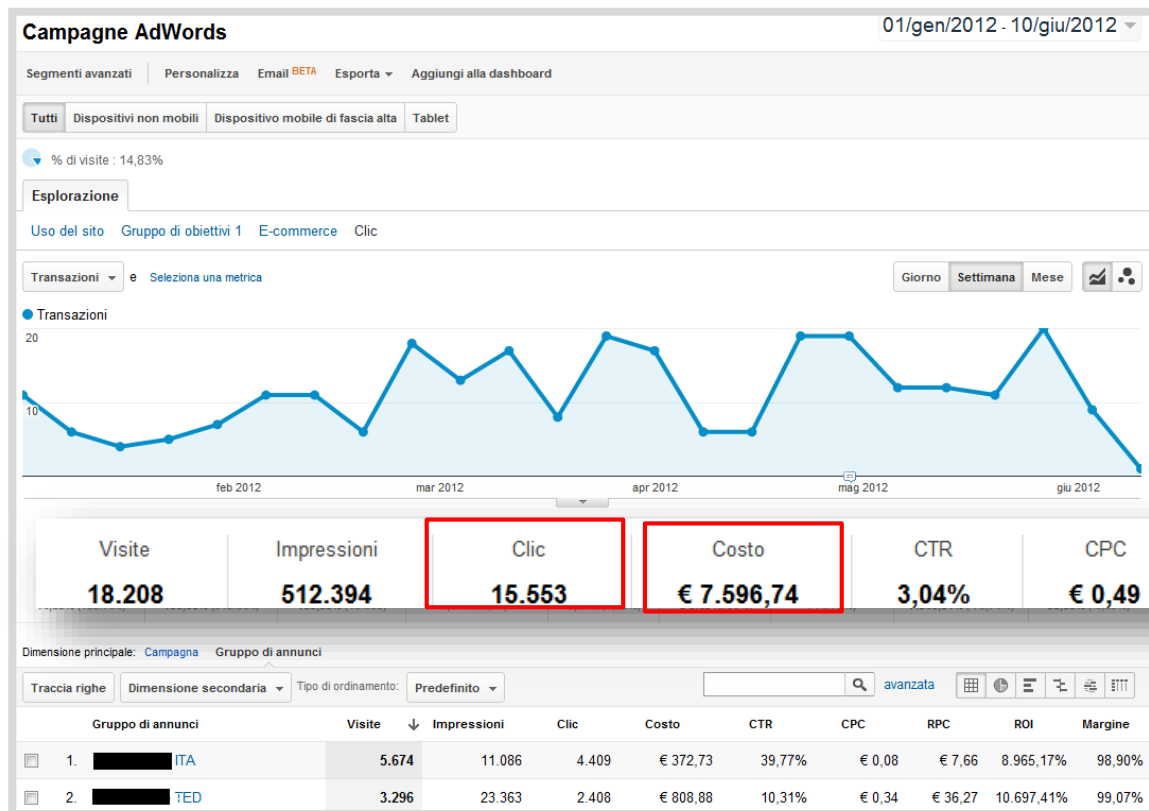 Campagne AdWords 01/gen/2012 - 10/giu/2012
Segmenti avanzati Personalizza Email BETA Esporta Aggiungi alla dashboard
Tutti Dispositivi non mobili Dispositivo mobile di fascia alta Tablet
% di visite : 14,83%
Esplorazione
Uso del sito Gruppo di obiettivi 1 E-commerce Clic
Transazioni e Seleziona una metrica Giorno Settimana Mese
Transazioni
20
10
feb 2012 mar 2012 apr 2012 mag 2012 giu 2012
Visite Impressioni Clic Costo CTR CPC
18.208 512.394 15.553 € 7.596,74 3,04% € 0,49
Dimensione principale: Campagna Gruppo di annunci
Traccia righe Dimensione secondaria Tipo di ordinamento: Predefinito avanzata
Gruppo di annunci Visite Impressioni Clic Costo CTR CPC RPC ROI Margine
1. ITA 5.674 11.086 4.409 € 372,73 39,77% € 0,08 € 7,66 8.965,17% 98,90%
2. TED 3.296 23.363 2.408 € 808,88 10,31% € 0,34 € 36,27 10.697,41% 99,07%